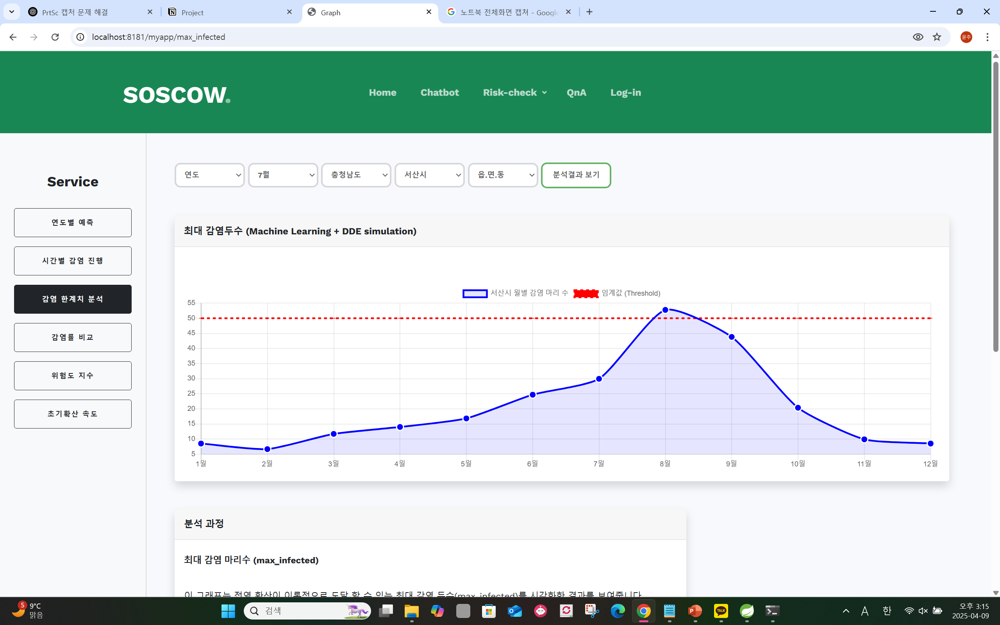 PrtSc 캡처 문제 해결
Project
Graph
노트북 전체화면 캡쳐 - Google
localhost:8181/myapp/max_infected
윤주
SOSCOW.
Home
Chatbot
Risk-check
QnA
Log-in
Service
연도별 예측
시간별 감염 진행
감염 한계치 분석
감염률 비교
위험도 지수
초기확산 속도
연도
7월
충청남도
서산시
읍.면.동
분석결과 보기
최대 감염두수 (Machine Learning + DDE simulation)
서산시 월별 감염 마리 수
임계값 (Threshold)
55
50
45
40
35
30
25
20
15
10
5
1월
2월
3월
4월
5월
6월
7월
8월
9월
10월
11월
12월
분석 과정
최대 감염 마리수 (max_infected)
이 그래프는 전염 확산이 이론적으로 도달 할 수 있는 최대 감염 두수(max_infected)를 시각화한 결과를 보여줍니다
5
9°C
맑음
검색
TALK
A
한
오후 3:15
2025-04-09